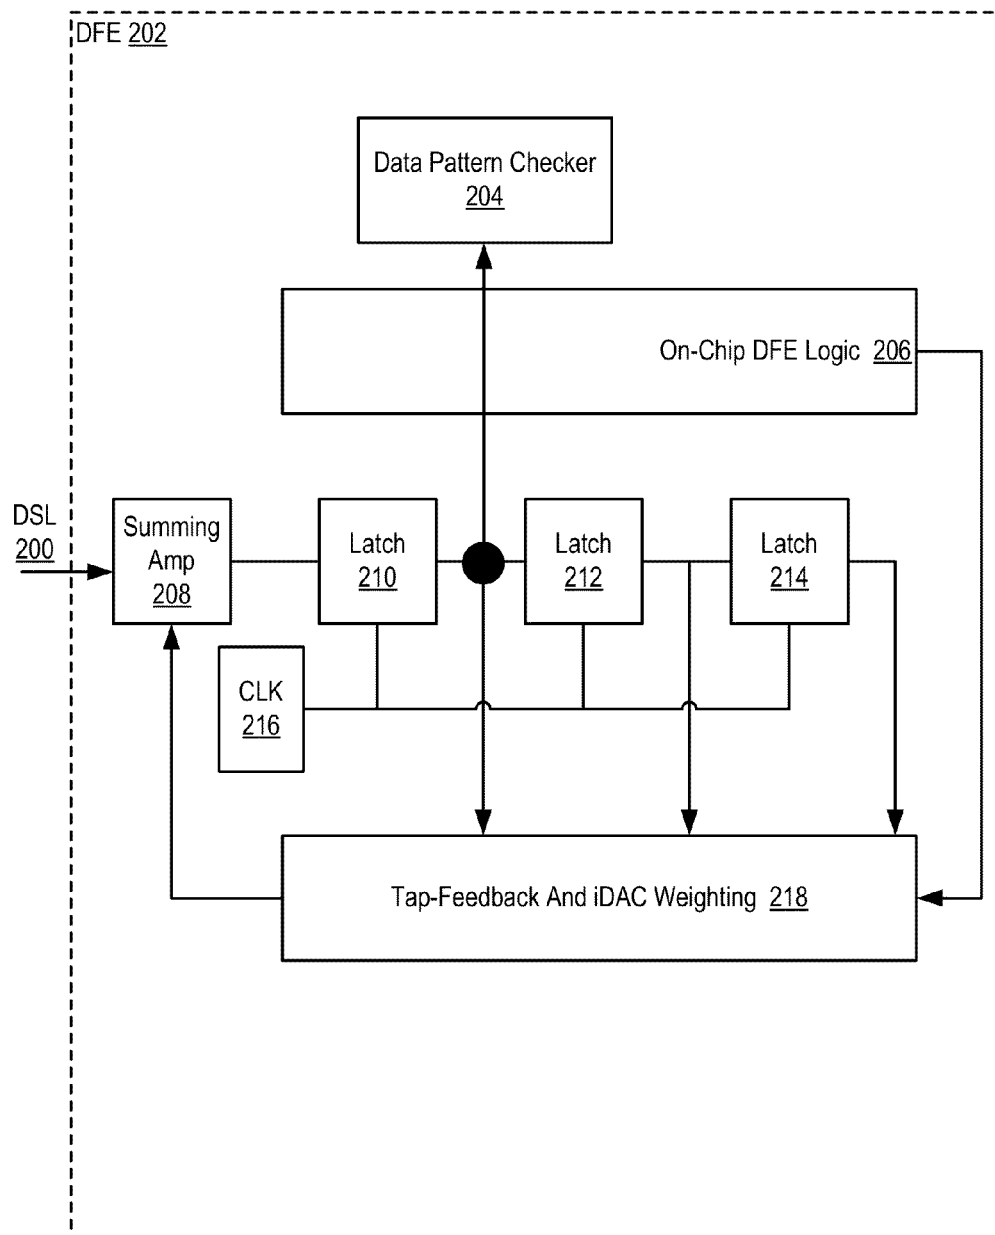 DFE 202
Data Pattern Checker
204
On-Chip DFE Logic 206
DSL
200
Summing
Amp
208
Latch
210
Latch
212
Latch
214
CLK
216
Tap-Feedback And iDAC Weighting 218